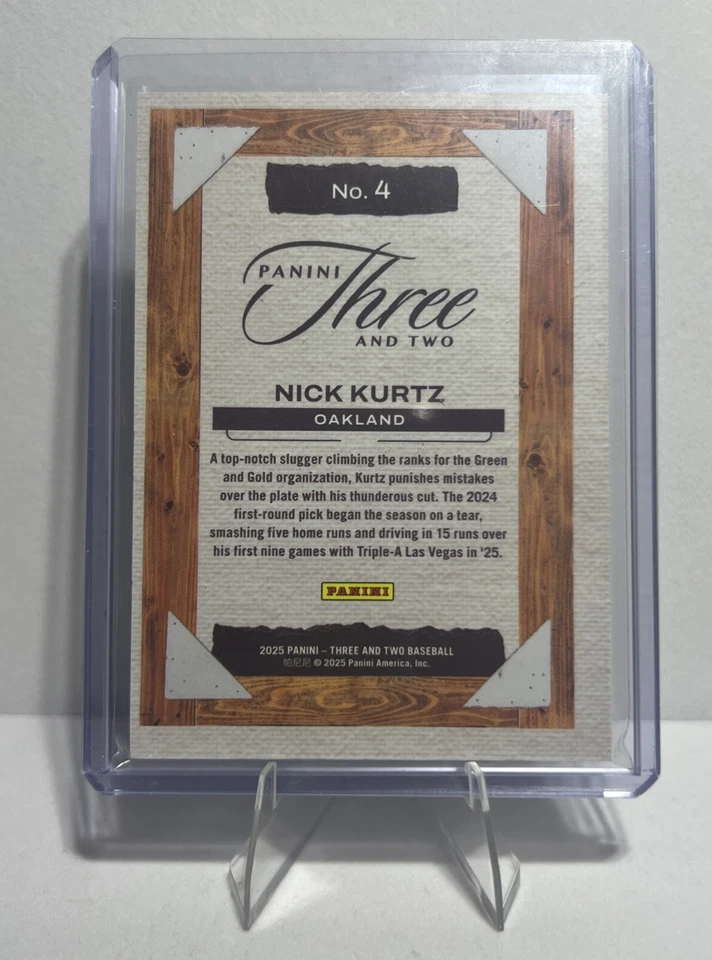 No. 4
PANINI
Three
AND TWO
NICK KURTZ
OAKLAND
A top-notch slugger climbing the ranks for the Green
and Gold organization, Kurtz punishes mistakes
over the plate with his thunderous cut. The 2024
first-round pick began the season on a tear,
smashing five home runs and driving in 15 runs over
his first nine games with Triple-A Las Vegas in '25.
PANINI
2025 PANINI – THREE AND TWO BASEBALL
帕尼尼 © 2025 Panini America, Inc.